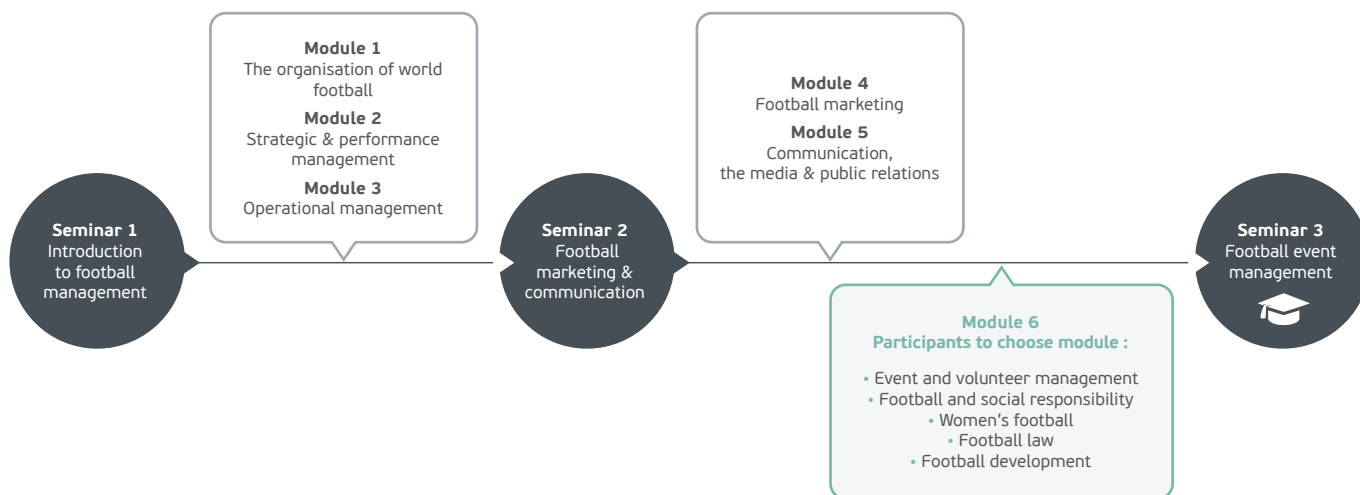 Seminar 1
Introduction
to football
management
Module 1
The organisation of world
football
Module 2
Strategic & performance
management
Module 3
Operational management
Seminar 2
Football
marketing &
communication
Module 4
Football marketing
Module 5
Communication,
the media & public relations
Module 6
Participants to choose module :
• Event and volunteer management
• Football and social responsibility
• Women's football
• Football law
• Football development
Seminar 3
Football event
management